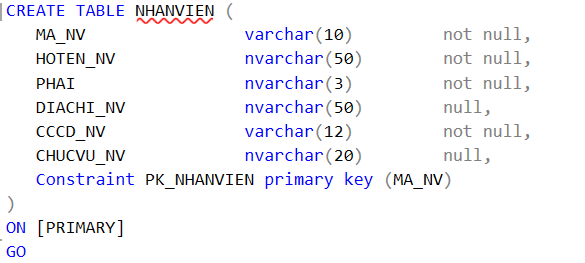 CREATE TABLE NHANVIEN (
MA_NV varchar(10) not null,
HOTEN_NV nvarchar(50) not null,
PHAI nvarchar(3) not null,
DIACHI_NV nvarchar(50) null,
CCCD_NV varchar(12) not null,
CHUCVU_NV nvarchar(20) null,
Constraint PK_NHANVIEN primary key (MA_NV)
)
ON [PRIMARY]
GO